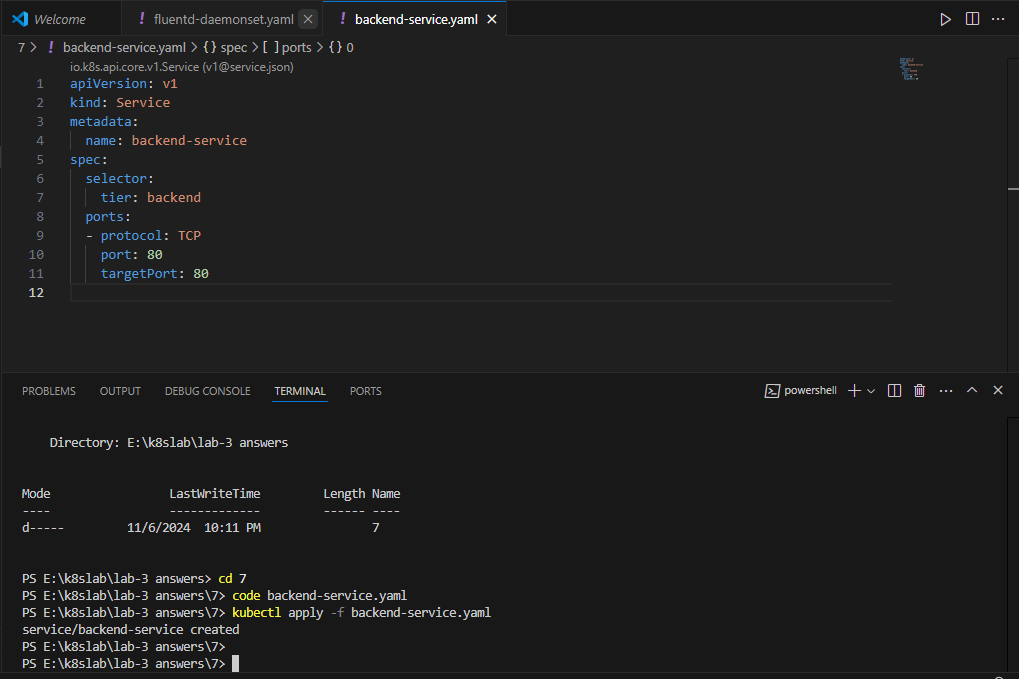 Welcome ! fluentd-daemonset.yaml ! backend-service.yaml
7 > ! backend-service.yaml > {} spec > [ ] ports > {} 0
io.k8s.api.core.v1.Service (v1@service.json)
1 apiVersion: v1
2 kind: Service
3 metadata:
4 name: backend-service
5 spec:
6 selector:
7 tier: backend
8 ports:
9 - protocol: TCP
10 port: 80
11 targetPort: 80
12
PROBLEMS OUTPUT DEBUG CONSOLE TERMINAL PORTS powershell
Directory: E:\k8slab\lab-3 answers
Mode LastWriteTime Length Name
---- ------------- ------ ----
d----- 11/6/2024 10:11 PM 7
PS E:\k8slab\lab-3 answers> cd 7
PS E:\k8slab\lab-3 answers\7> code backend-service.yaml
PS E:\k8slab\lab-3 answers\7> kubectl apply -f backend-service.yaml
service/backend-service created
PS E:\k8slab\lab-3 answers\7>
PS E:\k8slab\lab-3 answers\7>